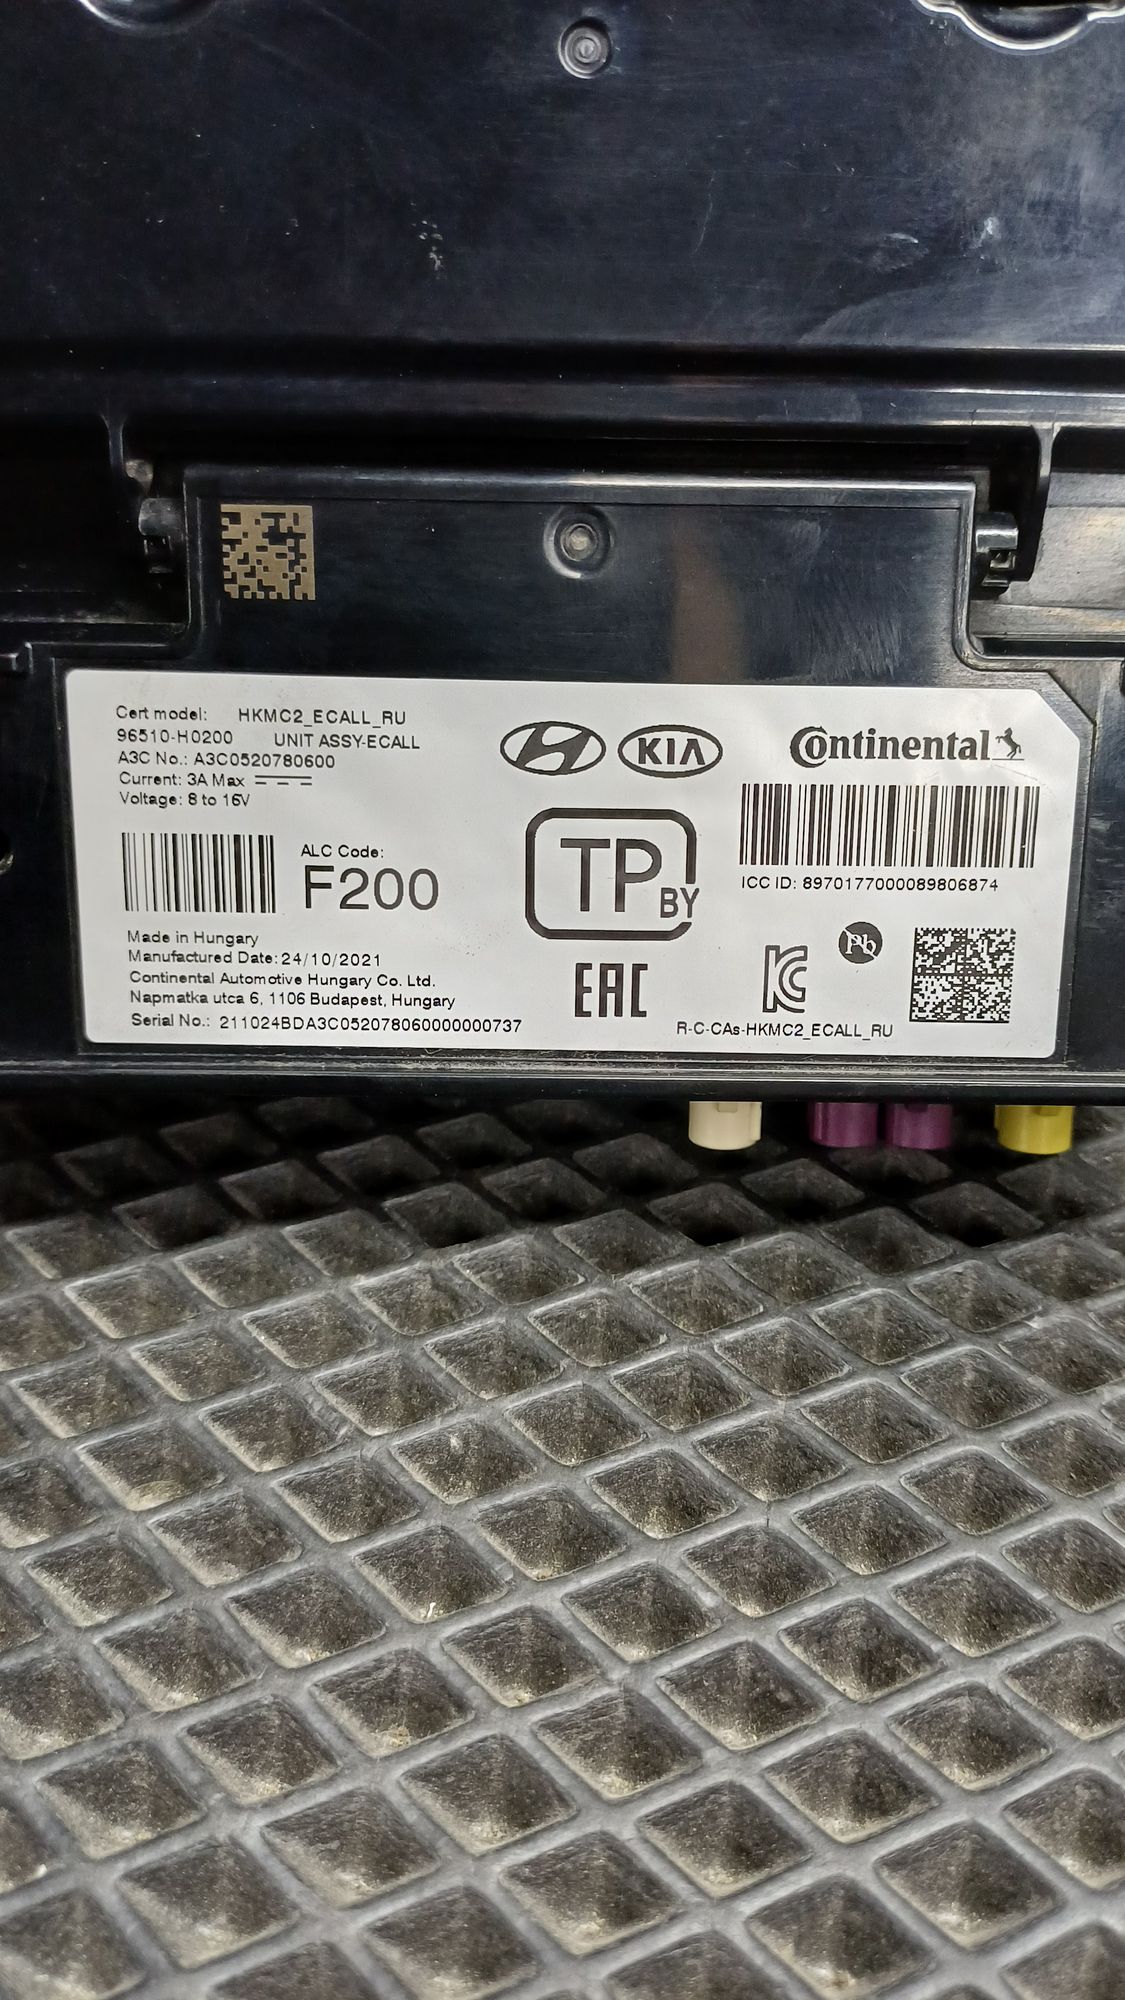 Cert model: HKMC2_ECALL_RU
96510-H0200 UNIT ASSY-ECALL
A3C No.: A3C0520780600
Current: 3A Max
Voltage: 8 to 16V
ALC Code:
F200
Made in Hungary
Manufactured Date: 24/10/2021
Continental Automotive Hungary Co. Ltd.
Napmatka utca 6, 1106 Budapest, Hungary
Serial No.: 211024BDA3C052078060000000737
KIA
TP BY
EAC
Continental
ICC ID: 8970177000089806874
Pb
R-C-CAs-HKMC2_ECALL_RU